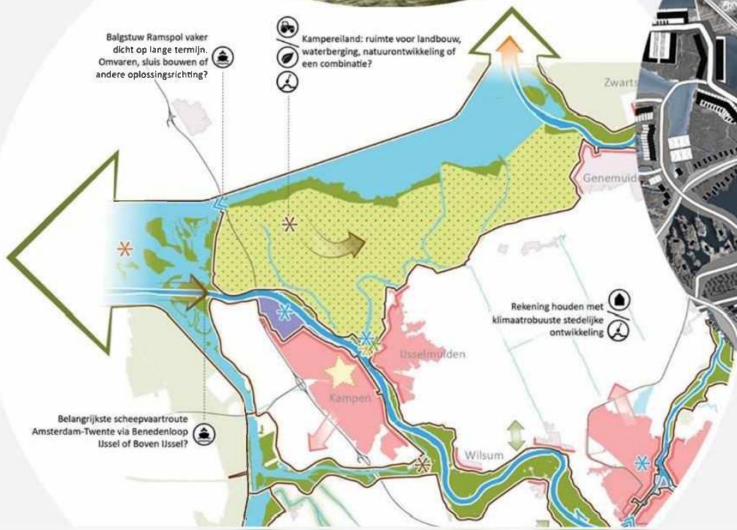 Balgstuw Ramspol vaker
dicht op lange termijn.
Omvaren, sluis bouwen of
andere oplossingsrichting?
Kampereiland: ruimte voor landbouw,
waterberging, natuurontwikkeling of
een combinatie?
Zwarts
Genemuiden
Rekening houden met
klimaatrobuuste stedelijke
ontwikkeling
IJsselmuiden
Kampen
Belangrijkste scheepvaartroute
Amsterdam-Twente via Benedenloop
IJssel of Boven IJssel?
Wilsum